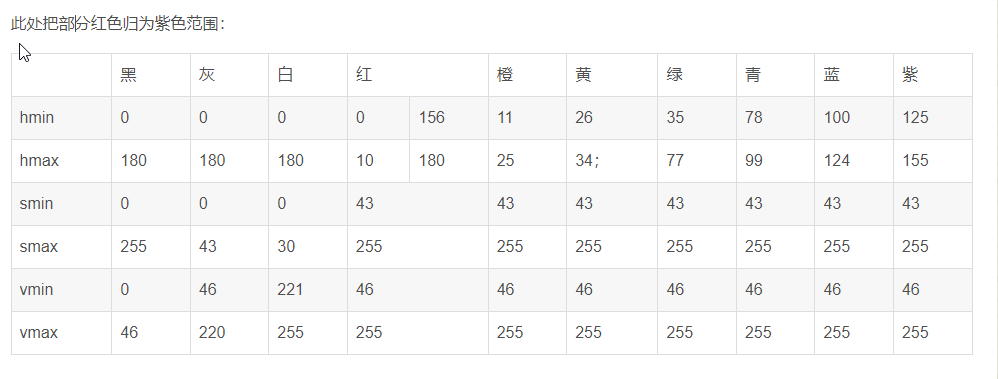 此处把部分红色归为紫色范围：
黑 灰 白 红 橙 黄 绿 青 蓝 紫
hmin 0 0 0 0 156 11 26 35 78 100 125
hmax 180 180 180 10 180 25 34； 77 99 124 155
smin 0 0 0 43 43 43 43 43 43 43
smax 255 43 30 255 255 255 255 255 255 255
vmin 0 46 221 46 46 46 46 46 46 46
vmax 46 220 255 255 255 255 255 255 255 255